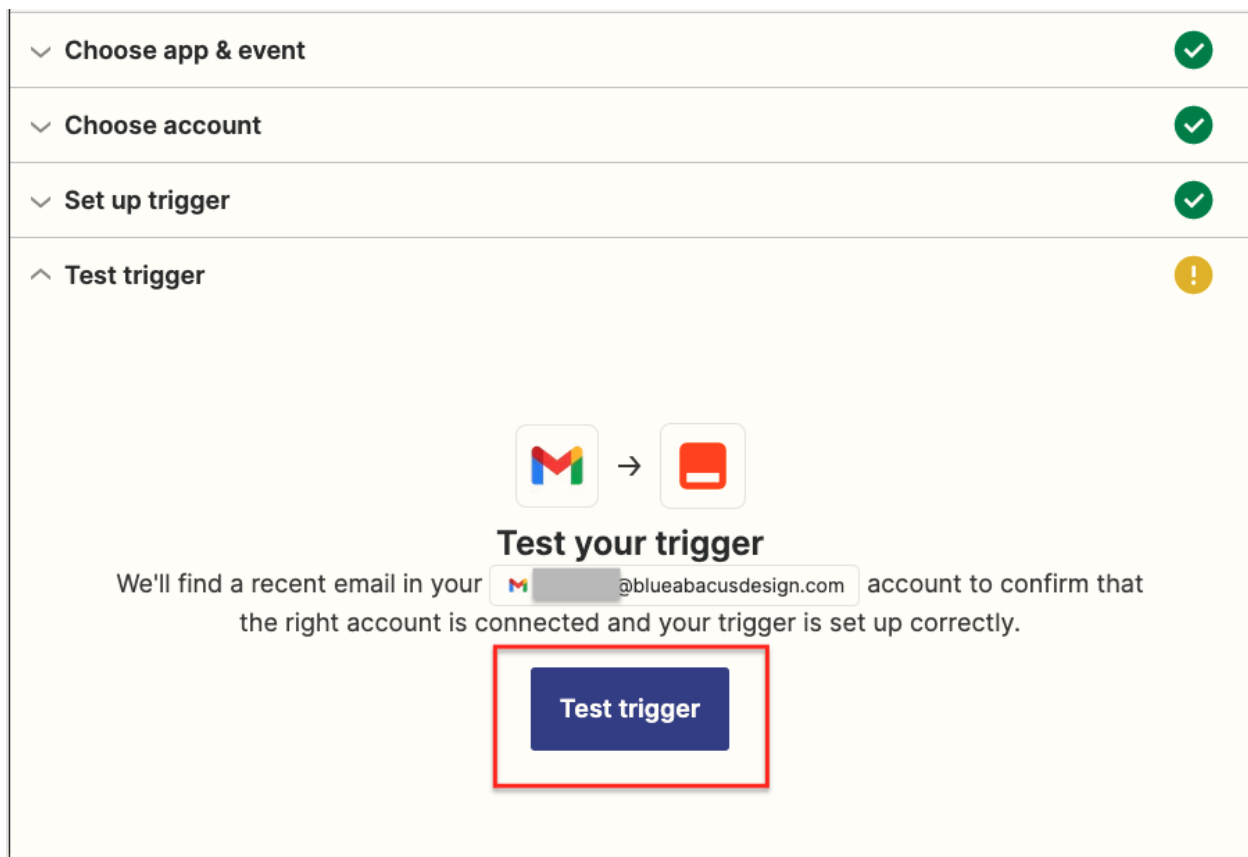 Choose app & event
Choose account
Set up trigger
Test trigger
Test your trigger
We'll find a recent email in your @blueabacusdesign.com account to confirm that
the right account is connected and your trigger is set up correctly.
Test trigger